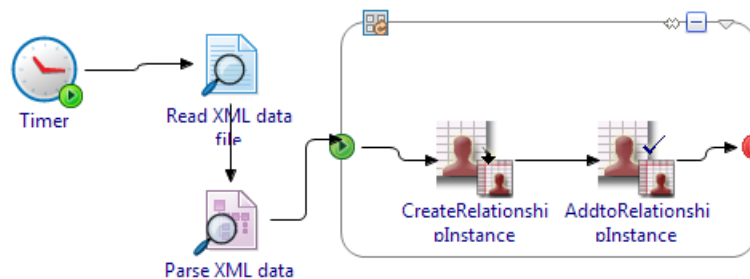 Timer
Read XML data
file
Parse XML data
CreateRelationshi
pInstance
AddtoRelationshi
pInstance